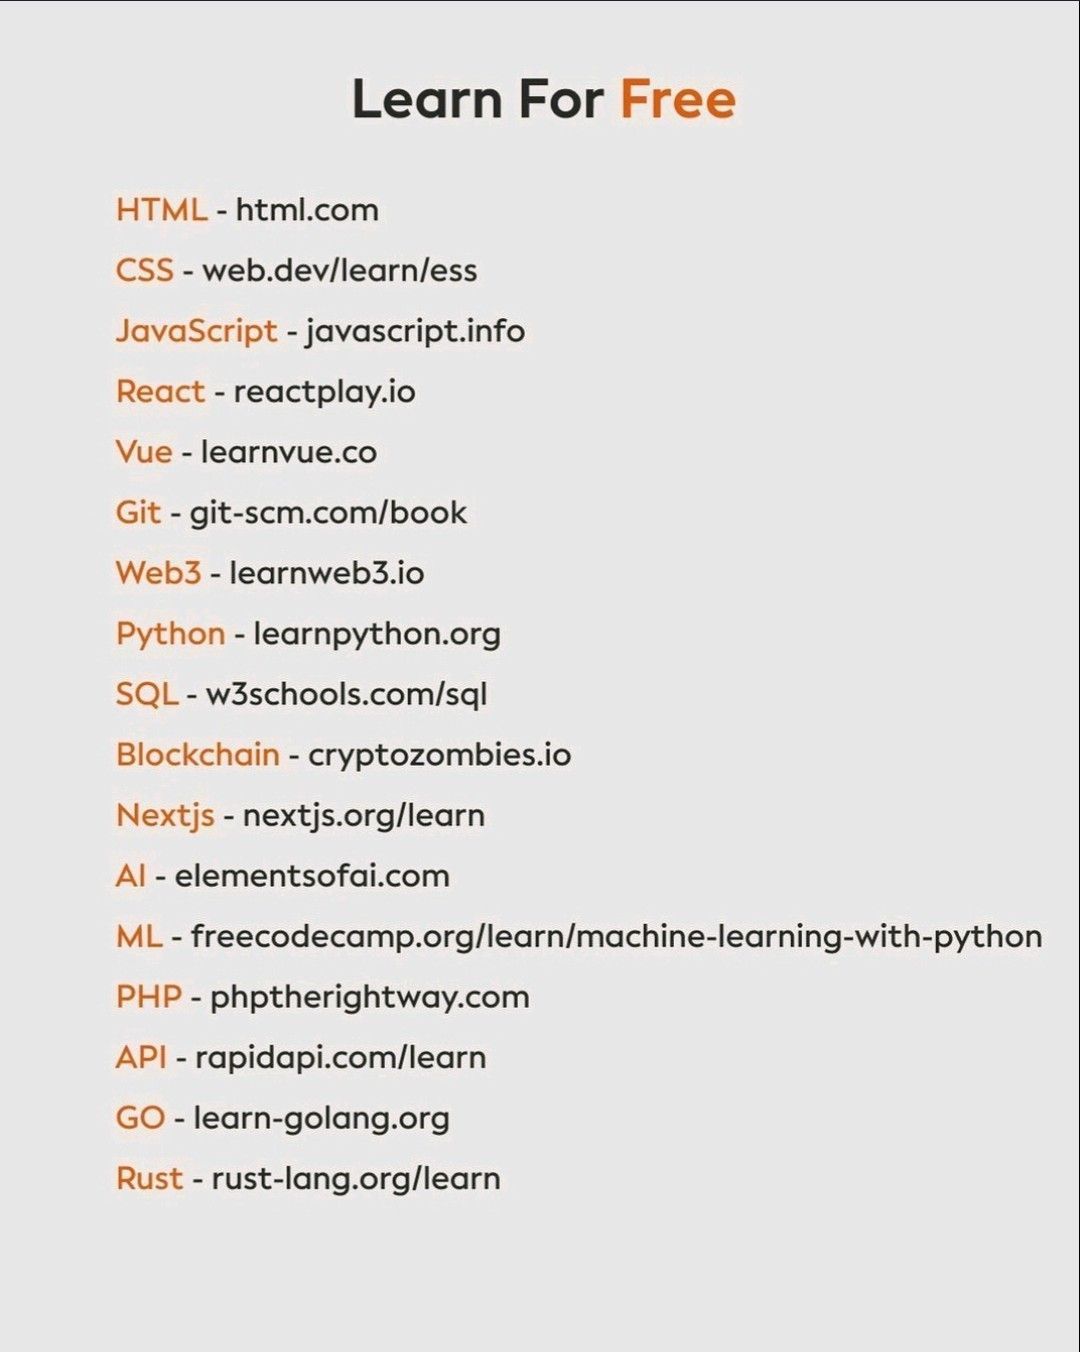 Learn For Free
HTML - html.com
CSS - web.dev/learn/ess
JavaScript - javascript.info
React - reactplay.io
Vue - learnvue.co
Git - git-scm.com/book
Web3 - learnweb3.io
Python - learnpython.org
SQL - w3schools.com/sql
Blockchain - cryptozombies.io
Nextjs - nextjs.org/learn
AI - elementsofai.com
ML - freecodecamp.org/learn/machine-learning-with-python
PHP - phptherightway.com
API - rapidapi.com/learn
GO - learn-golang.org
Rust - rust-lang.org/learn